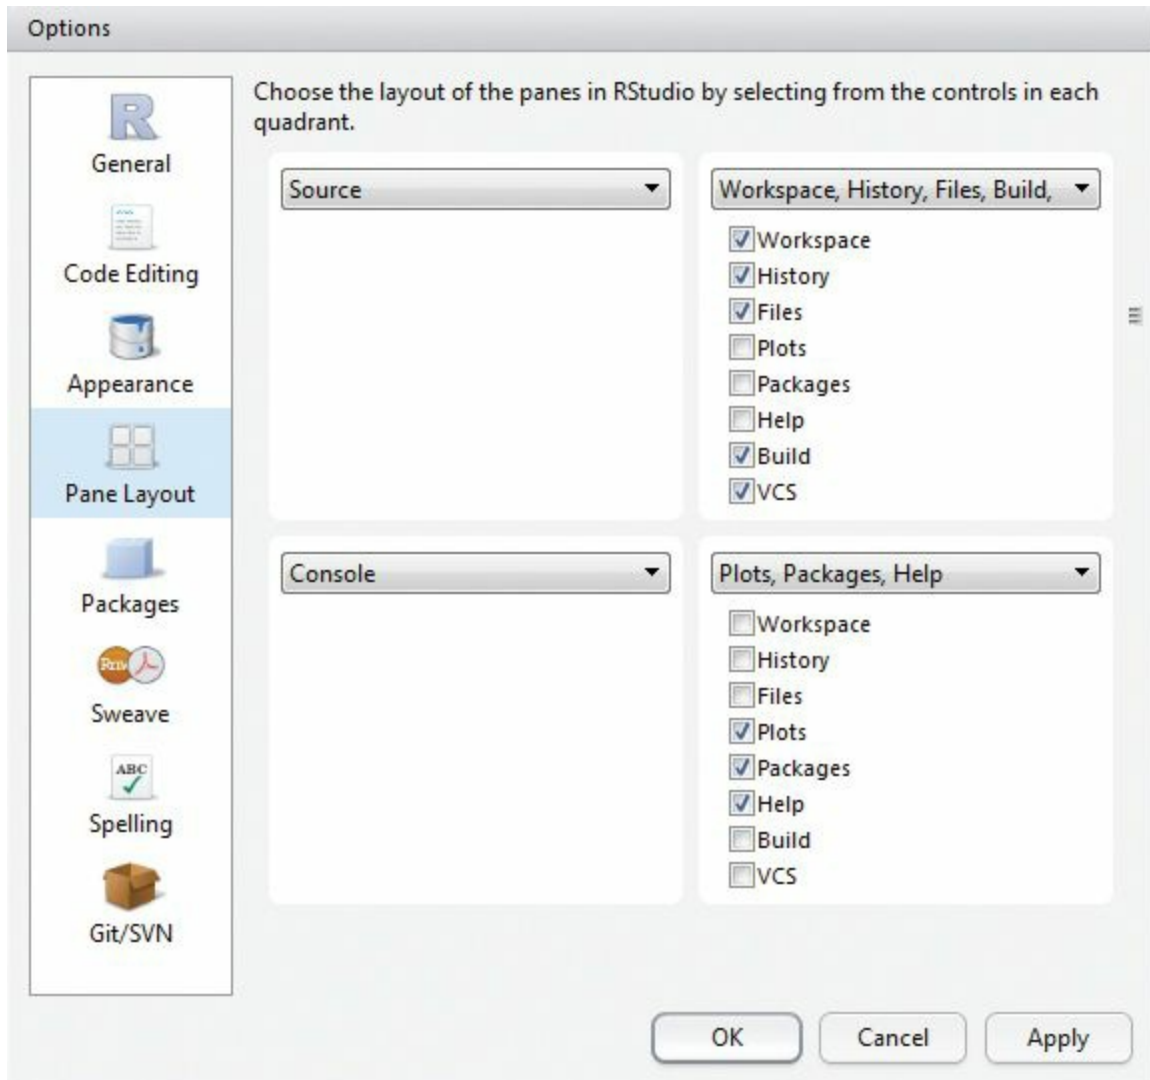 Options
Choose the layout of the panes in RStudio by selecting from the controls in each
quadrant.
R
General
Code Editing
Appearance
Pane Layout
Packages
Rnw
Sweave
ABC
Spelling
Git/SVN
Source
Workspace, History, Files, Build,
Workspace
History
Files
Plots
Packages
Help
Build
VCS
Console
Plots, Packages, Help
Workspace
History
Files
Plots
Packages
Help
Build
VCS
OK
Cancel
Apply